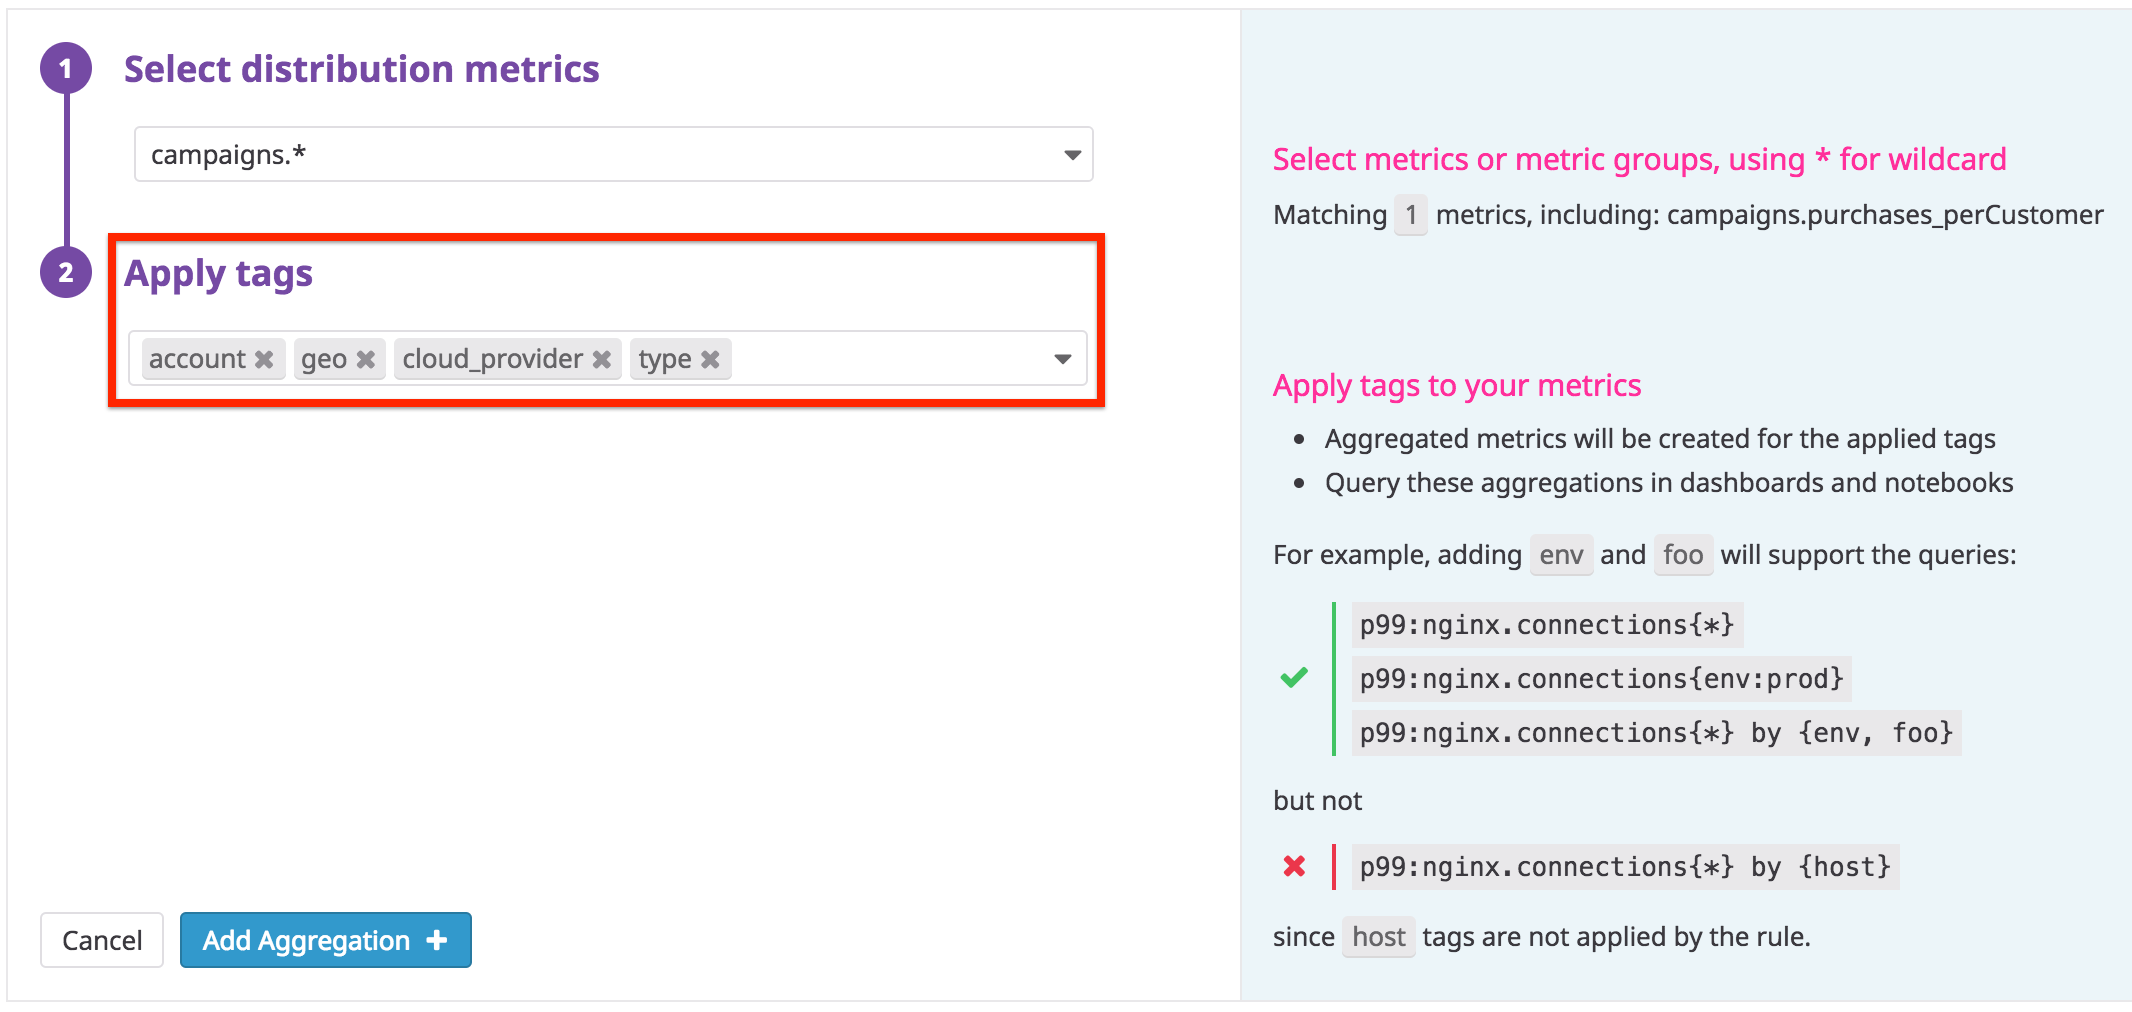 1 Select distribution metrics
campaigns.*
2 Apply tags
account ✖ geo ✖ cloud_provider ✖ type ✖
Cancel Add Aggregation +
Select metrics or metric groups, using * for wildcard
Matching 1 metrics, including: campaigns.purchases_perCustomer
Apply tags to your metrics
• Aggregated metrics will be created for the applied tags
• Query these aggregations in dashboards and notebooks
For example, adding env and foo will support the queries:
p99:nginx.connections{*}
p99:nginx.connections{env:prod}
p99:nginx.connections{*} by {env, foo}
but not
p99:nginx.connections{*} by {host}
since host tags are not applied by the rule.